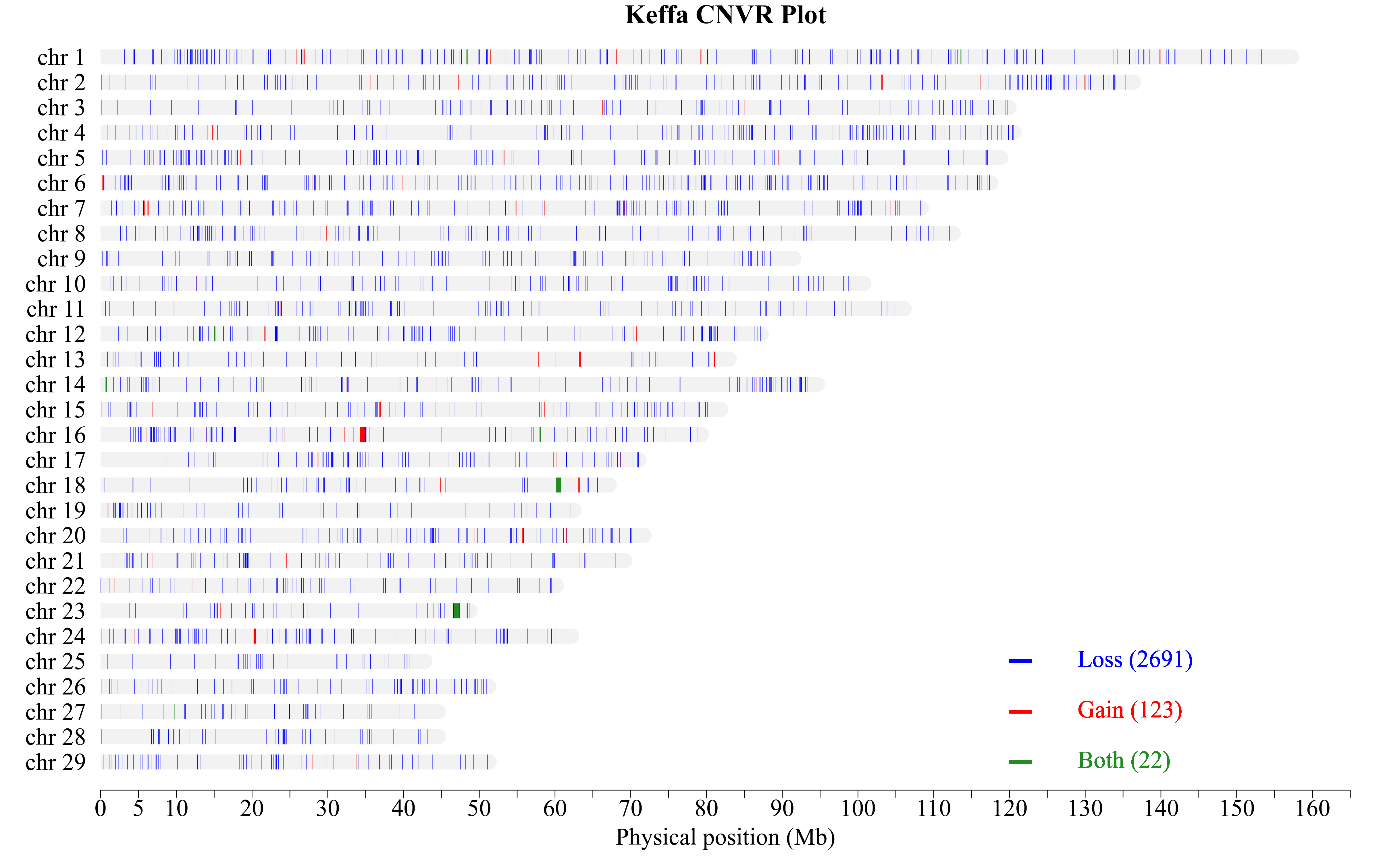 Keffa CNVR Plot
chr 1
chr 2
chr 3
chr 4
chr 5
chr 6
chr 7
chr 8
chr 9
chr 10
chr 11
chr 12
chr 13
chr 14
chr 15
chr 16
chr 17
chr 18
chr 19
chr 20
chr 21
chr 22
chr 23
chr 24
chr 25
chr 26
chr 27
chr 28
chr 29
Loss (2691)
Gain (123)
Both (22)
0 5 10 20 30 40 50 60 70 80 90 100 110 120 130 140 150 160
Physical position (Mb)